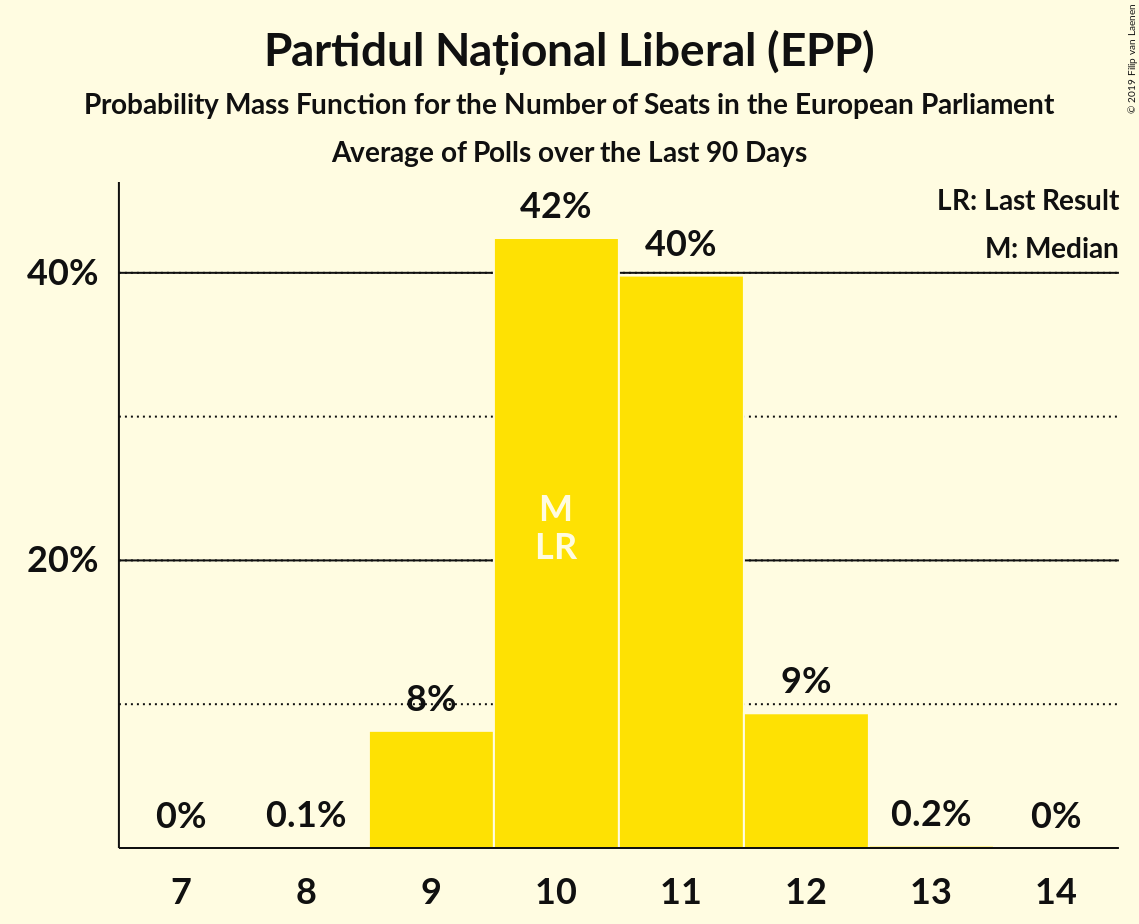 Partidul Național Liberal (EPP)
Probability Mass Function for the Number of Seats in the European Parliament
Average of Polls over the Last 90 Days
© 2019 Filip van Laenen
LR: Last Result
M: Median
42%
40%
40%
M
LR
20%
9%
8%
0%
0.1%
0.2%
0%
7 8 9 10 11 12 13 14